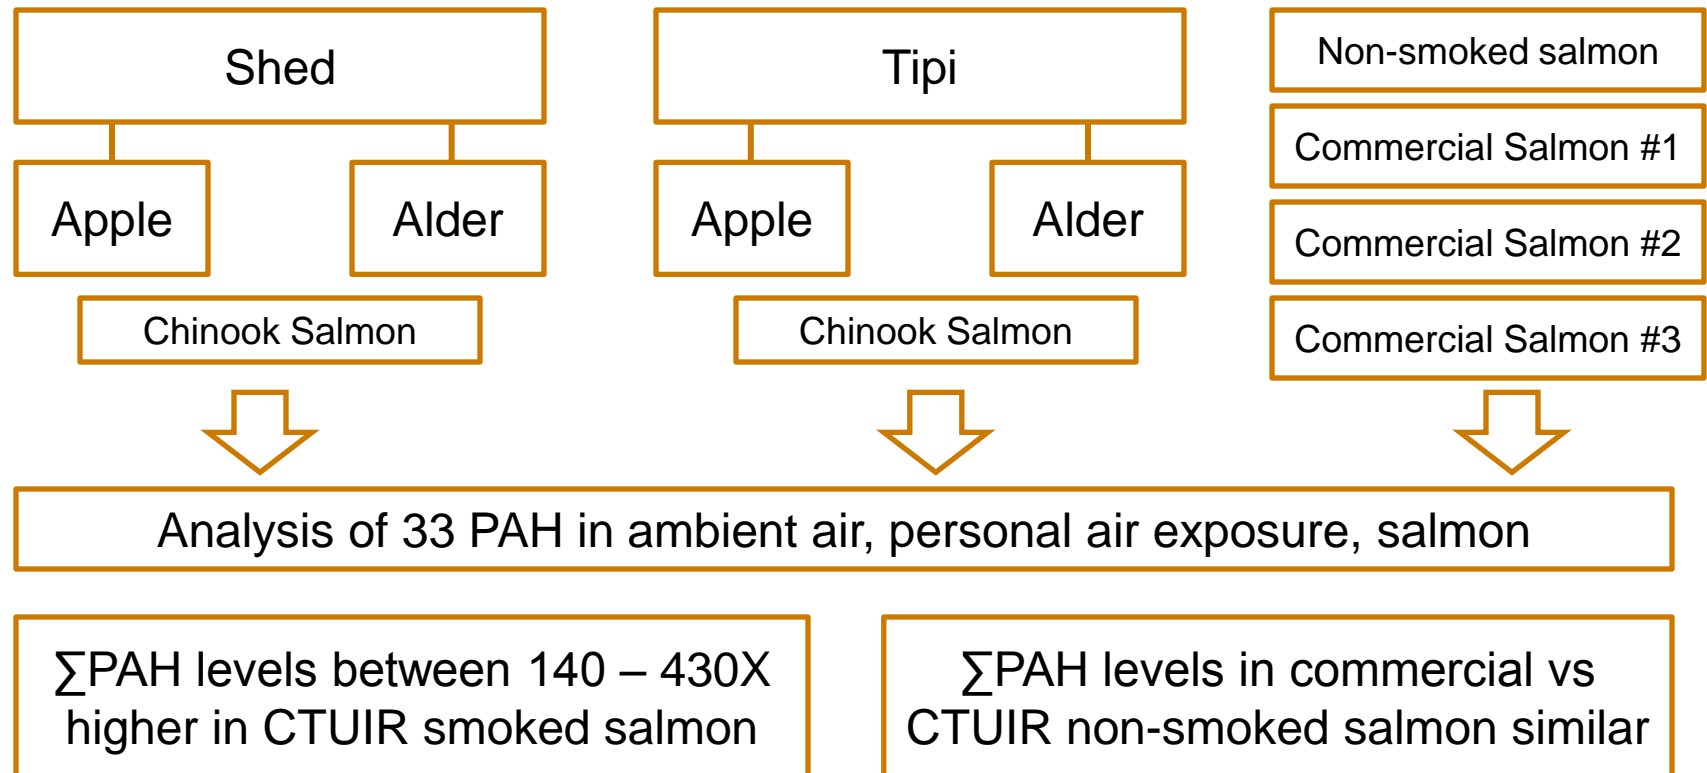 Shed
Apple
Alder
Chinook Salmon
Tipi
Apple
Alder
Chinook Salmon
Non-smoked salmon
Commercial Salmon #1
Commercial Salmon #2
Commercial Salmon #3
Analysis of 33 PAH in ambient air, personal air exposure, salmon
∑PAH levels between 140 – 430X
higher in CTUIR smoked salmon
∑PAH levels in commercial vs
CTUIR non-smoked salmon similar